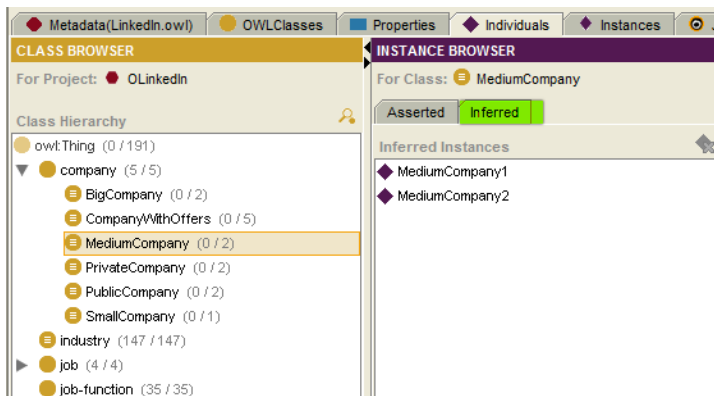 Metadata(LinkedIn.owl) OWLClasses Properties Individuals Instances
CLASS BROWSER
For Project: OLinkedIn
Class Hierarchy
owl:Thing (0 / 191)
company (5 / 5)
BigCompany (0 / 2)
CompanyWithOffers (0 / 5)
MediumCompany (0 / 2)
PrivateCompany (0 / 2)
PublicCompany (0 / 2)
SmallCompany (0 / 1)
industry (147 / 147)
job (4 / 4)
job-function (35 / 35)
INSTANCE BROWSER
For Class: MediumCompany
Asserted Inferred
Inferred Instances
MediumCompany1
MediumCompany2